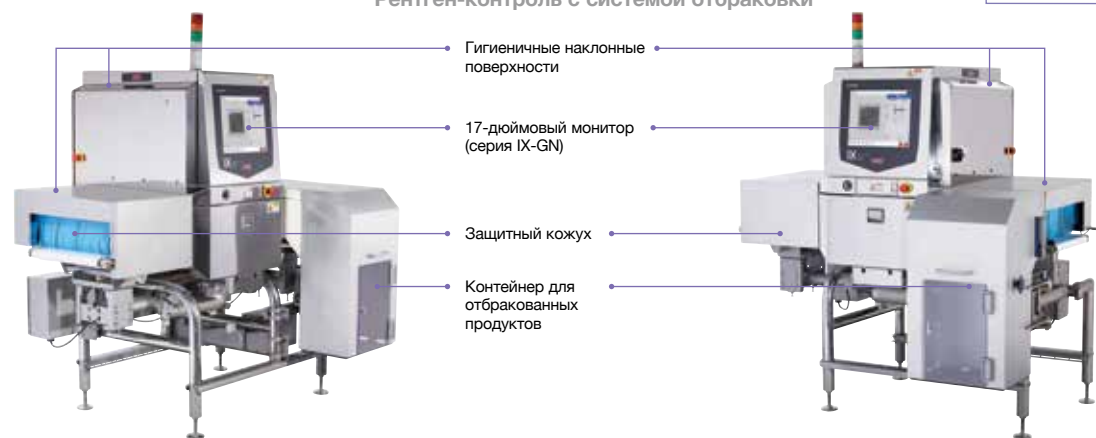 Рентген-контроль с системой отбраковки
Гигиеничные наклонные
поверхности
17-дюймовый монитор
(серия IX-GN)
Защитный кожух
Контейнер для
отбракованных
продуктов